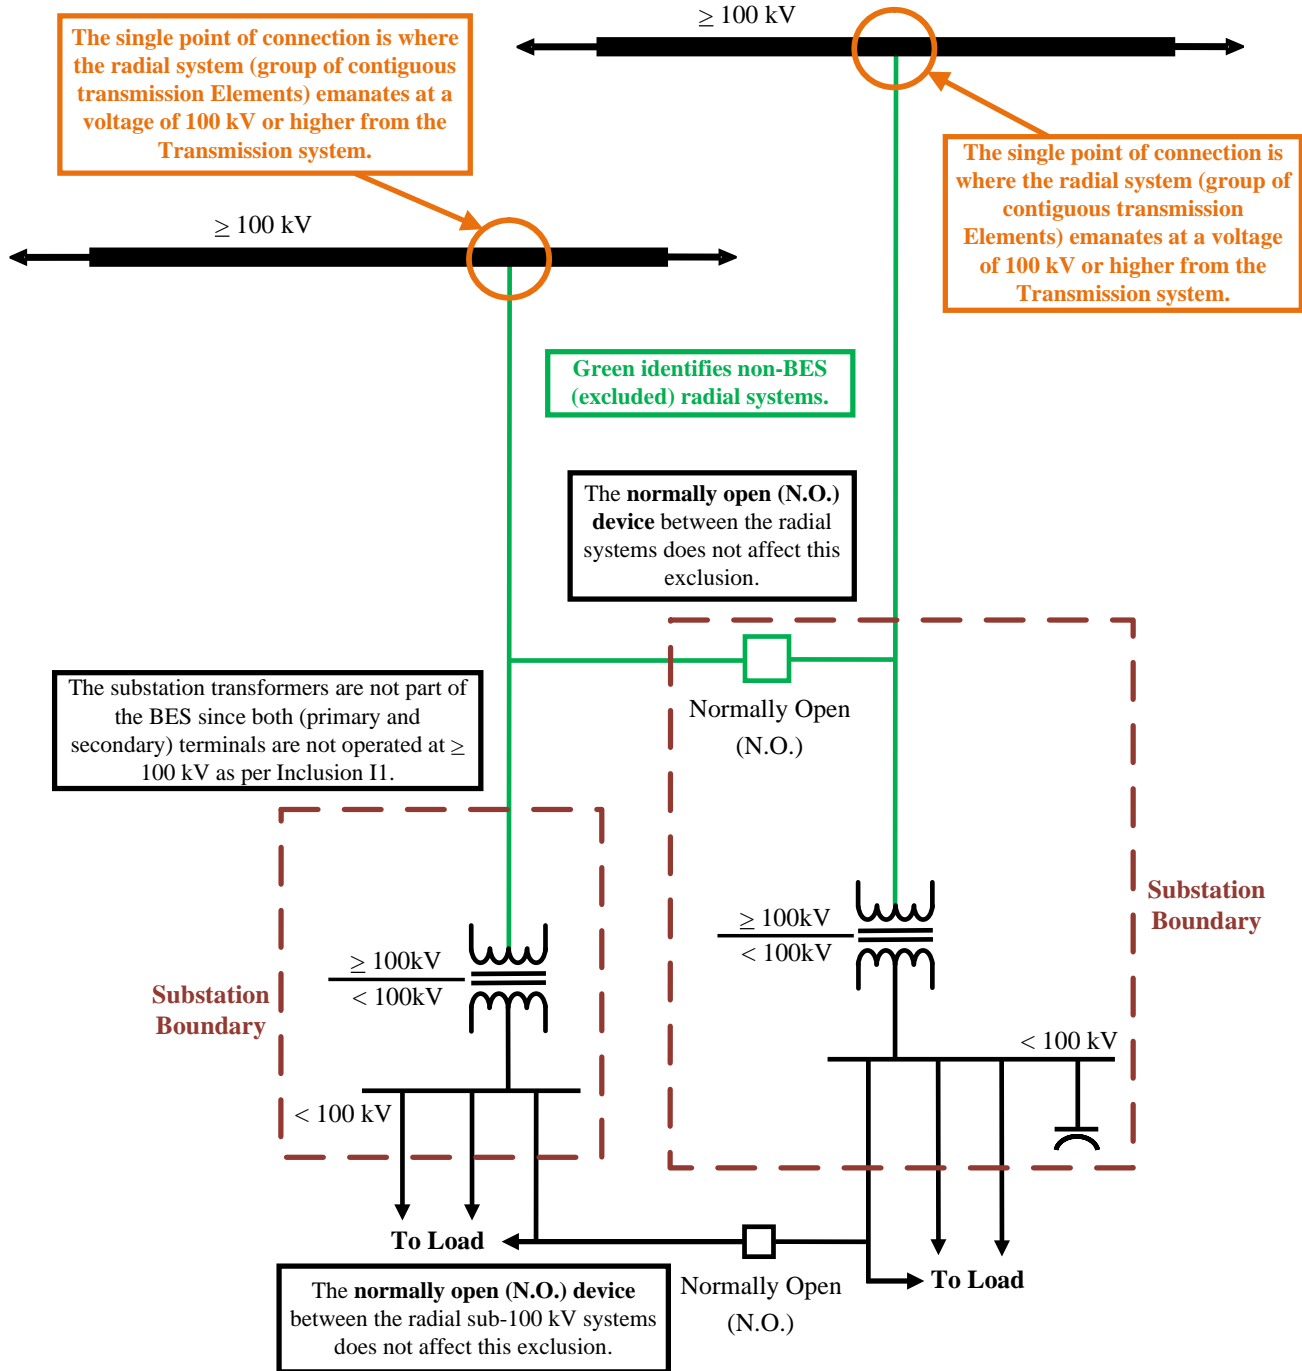 ≥ 100 kV
The single point of connection is where
the radial system (group of contiguous
transmission Elements) emanates at a
voltage of 100 kV or higher from the
Transmission system.
The single point of connection is
where the radial system (group of
contiguous transmission
Elements) emanates at a voltage
of 100 kV or higher from the
Transmission system.
≥ 100 kV
Green identifies non-BES
(excluded) radial systems.
The normally open (N.O.)
device between the radial
systems does not affect this
exclusion.
The substation transformers are not part of
the BES since both (primary and
secondary) terminals are not operated at ≥
100 kV as per Inclusion I1.
Normally Open
(N.O.)
Substation
Boundary
≥ 100kV
< 100kV
≥ 100kV
< 100kV
Substation
Boundary
< 100 kV
< 100 kV
To Load
To Load
Normally Open
(N.O.)
The normally open (N.O.) device
between the radial sub-100 kV systems
does not affect this exclusion.